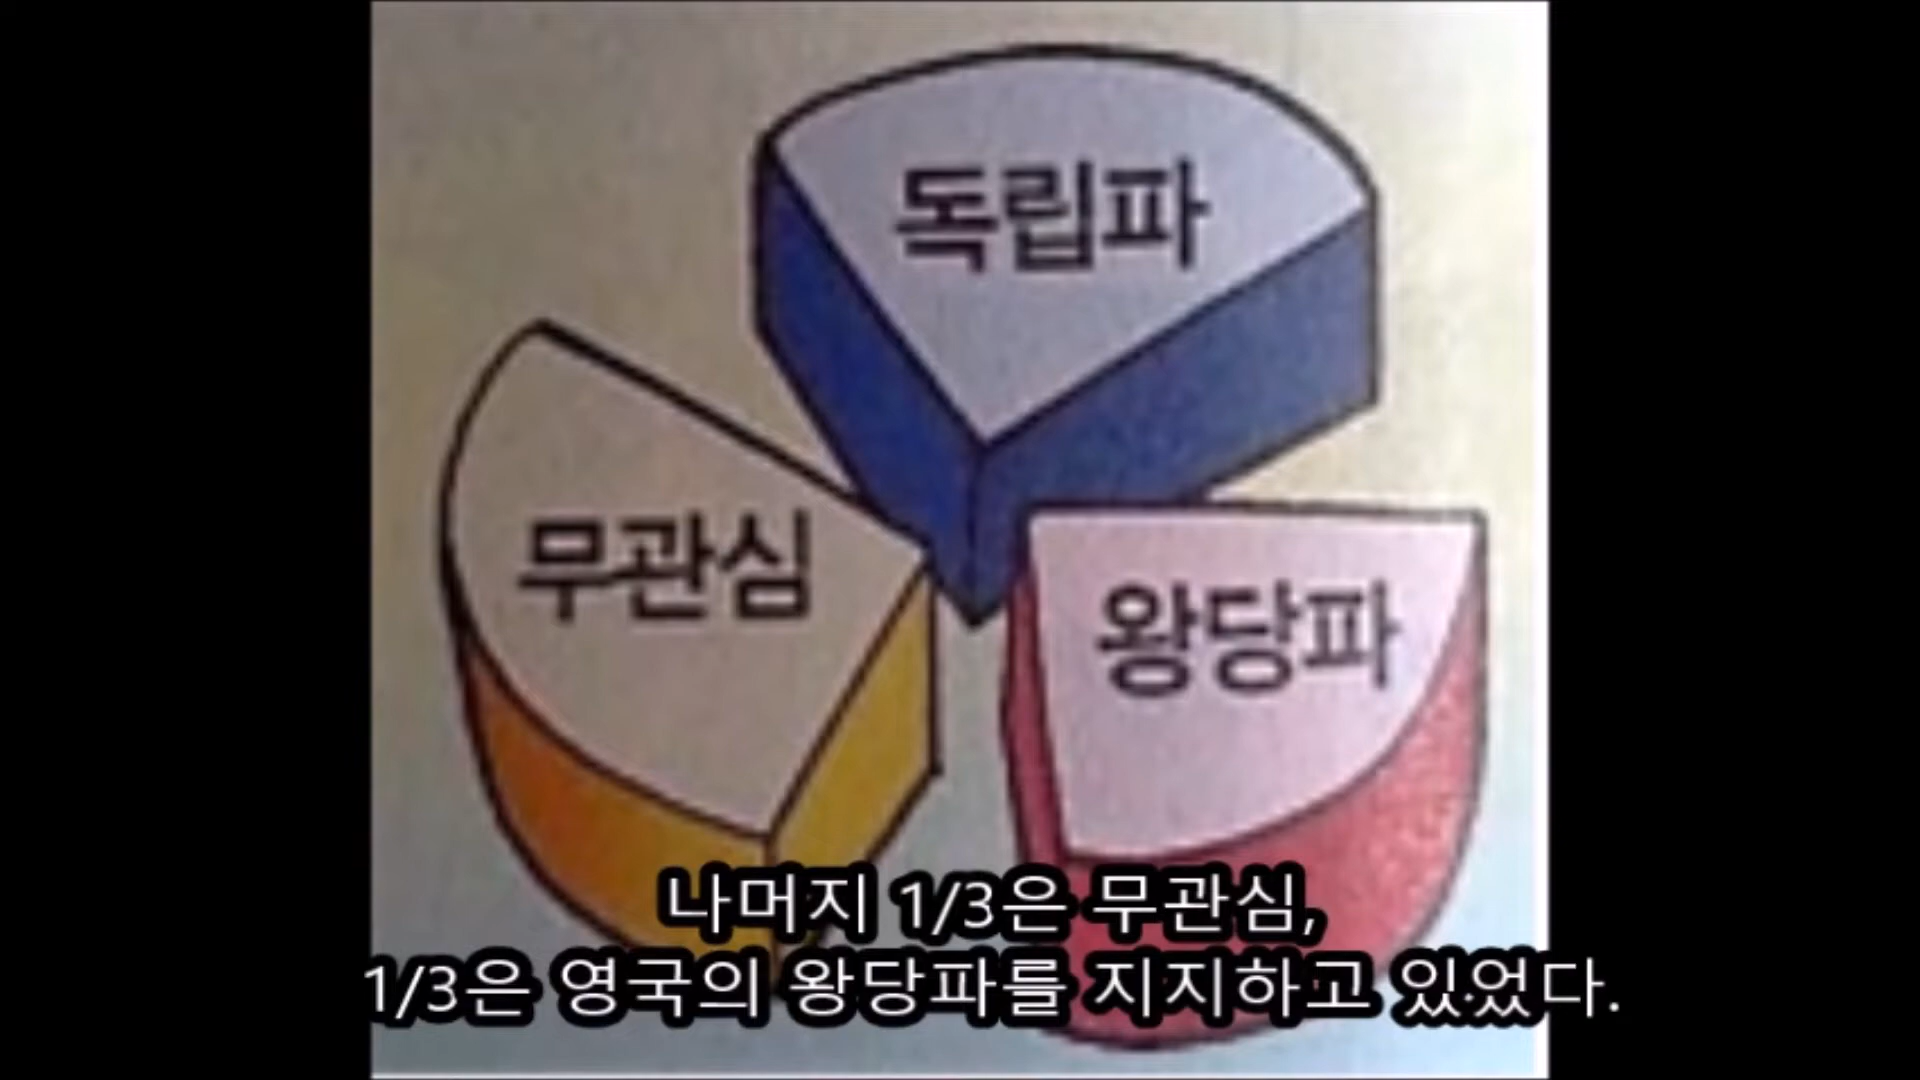 독립파
무관심
왕당파
나머지 1/3은 무관심,
1/3은 영국의 왕당파를 지지하고 있었다.